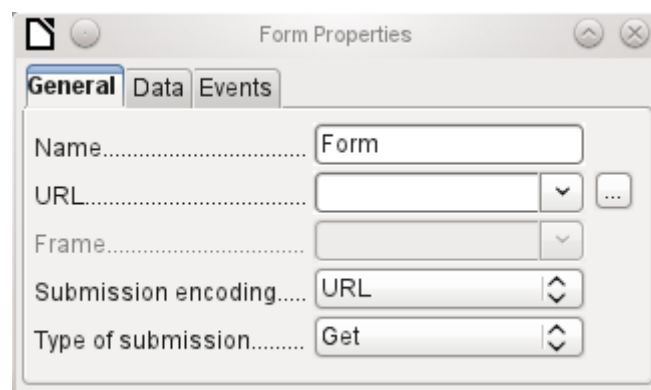 Form Properties
General Data Events
Name............................... Form
URL.................................. ...
Frame..............................
Submission encoding..... URL
Type of submission......... Get